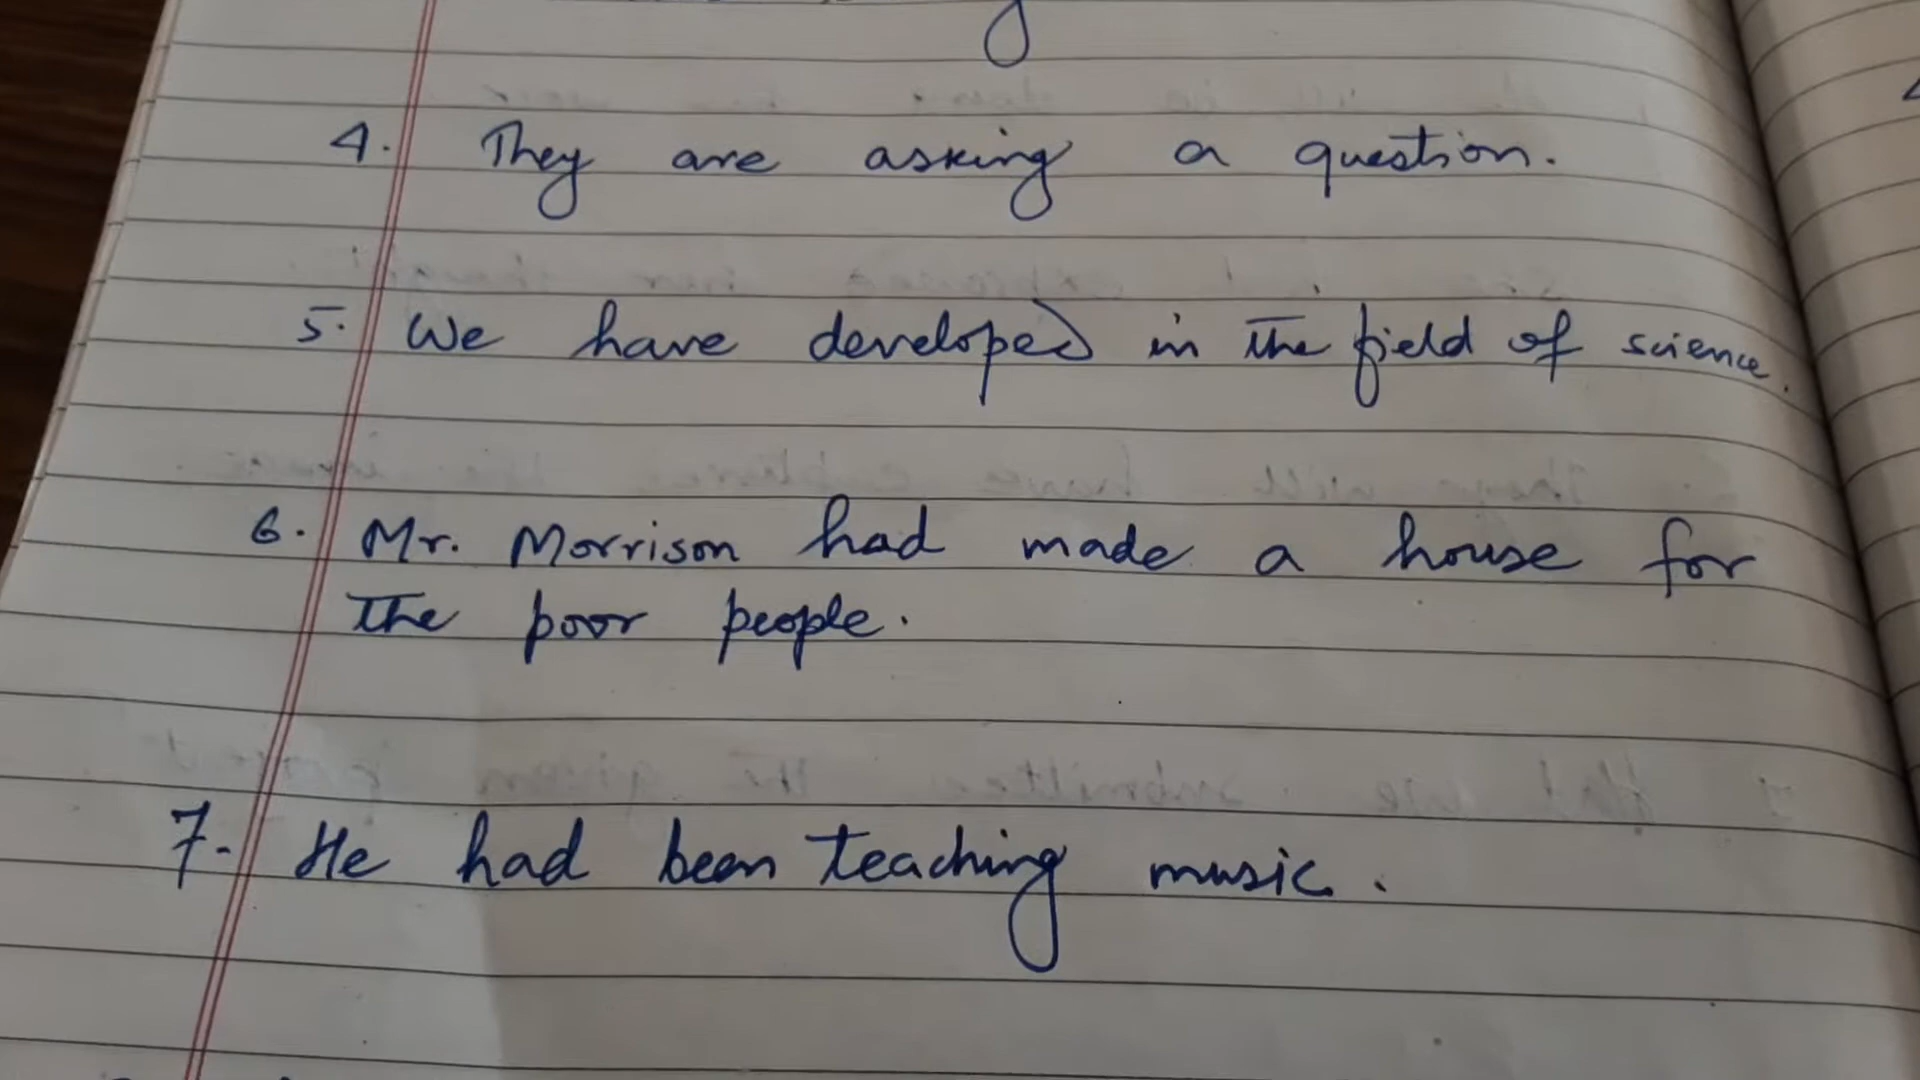 4. They are asking a question.
5. We have developed in the field of science.
6. Mr. Morrison had made a house for
the poor people.
7. He had been teaching music.